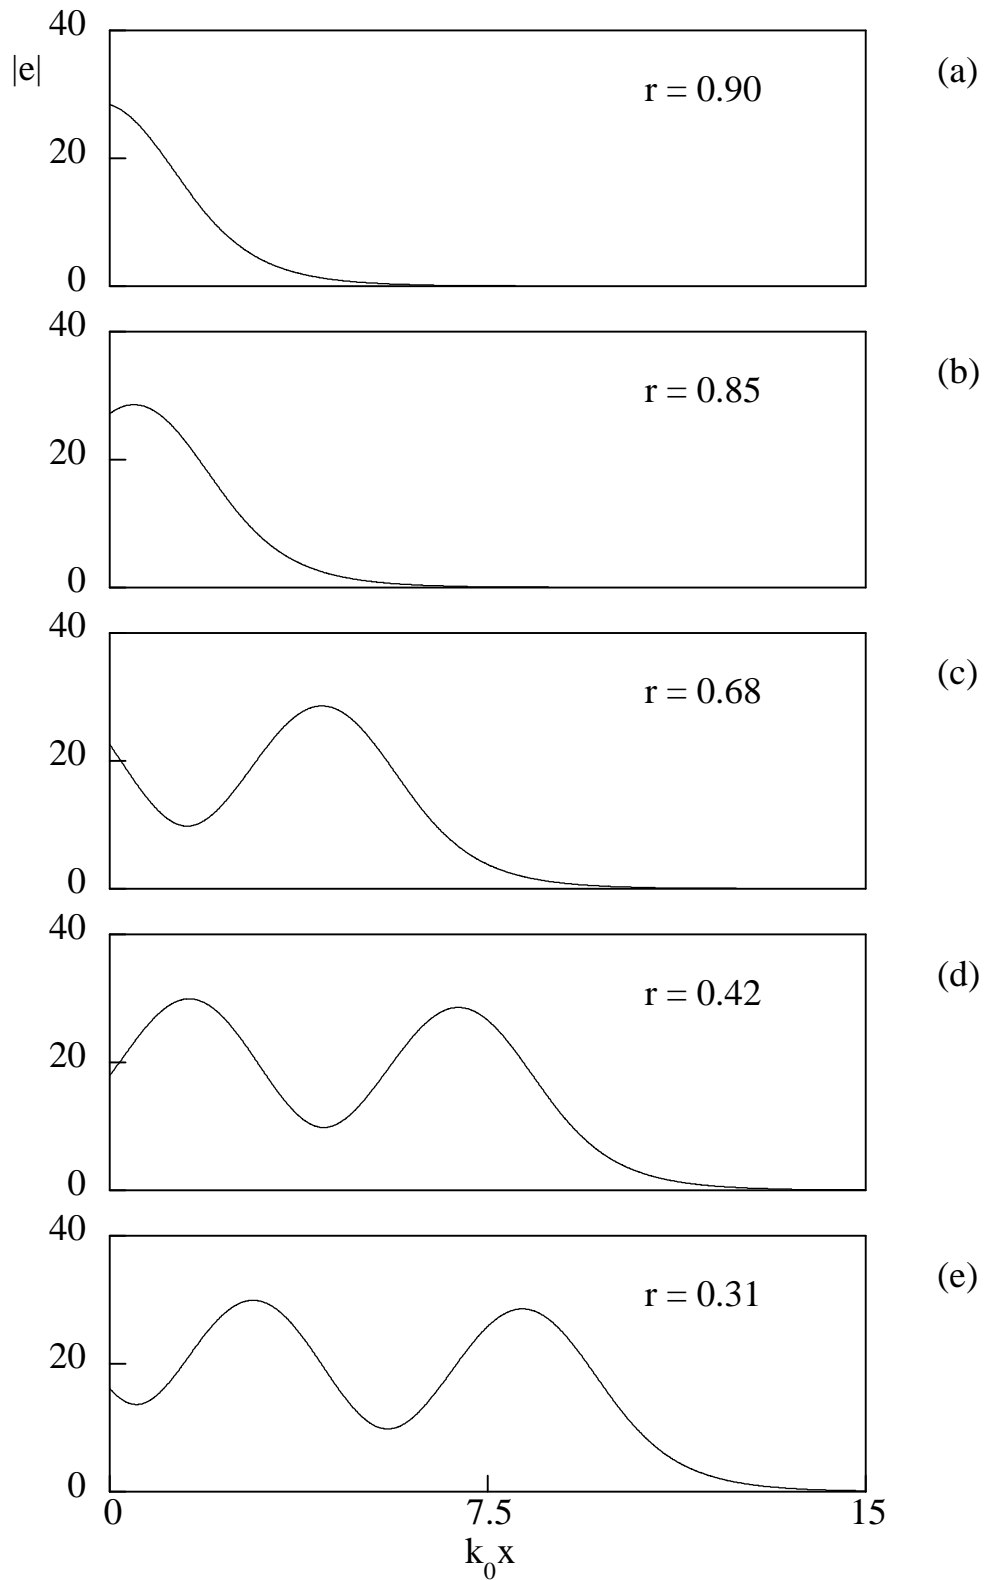 40
|e|
(a)
r = 0.90
20
0
40
(b)
r = 0.85
20
0
40
(c)
r = 0.68
20
0
40
(d)
r = 0.42
20
0
40
(e)
r = 0.31
20
0
0 7.5 15
k₀x